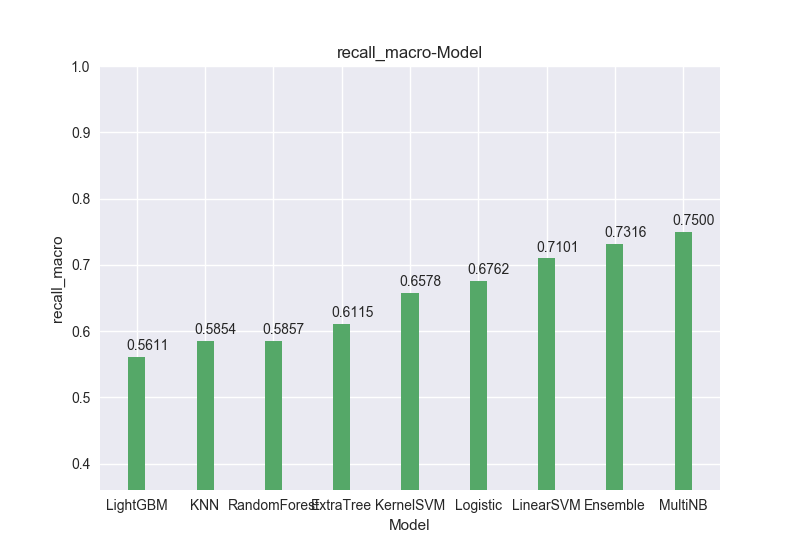 recall_macro-Model
1.0
0.9
0.8
0.7
0.6
0.5
0.4
recall_macro
0.5611
0.5854
0.5857
0.6115
0.6578
0.6762
0.7101
0.7316
0.7500
LightGBM
KNN
RandomForest
ExtraTree
KernelSVM
Logistic
LinearSVM
Ensemble
MultiNB
Model